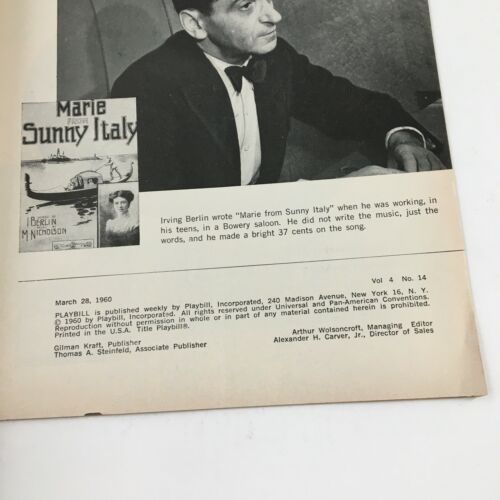 Marie
FROM
Sunny Italy
I. BERLIN
M. NICHOLSON
Irving Berlin wrote "Marie from Sunny Italy" when he was working, in
his teens, in a Bowery saloon. He did not write the music, just the
words, and he made a bright 37 cents on the song.
March 28, 1960
Vol 4 No. 14
PLAYBILL is published weekly by Playbill, Incorporated, 240 Madison Avenue, New York 16, N. Y.
© 1960 by Playbill, Incorporated. All rights reserved under Universal and Pan-American Conventions.
Reproduction without permission in whole or in part of any material contained herein is prohibited.
Printed in the U.S.A. Title Playbill®.
Gilman Kraft, Publisher
Thomas A. Steinfeld, Associate Publisher
Arthur Wolsoncroft, Managing Editor
Alexander H. Carver, Jr., Director of Sales